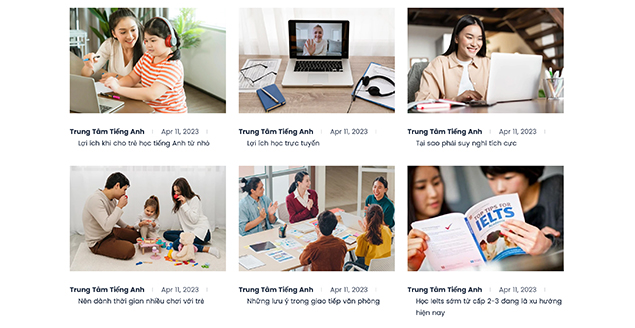 Trung Tâm Tiếng Anh Apr 11, 2023
Lợi ích khi cho trẻ học tiếng Anh từ nhỏ
Trung Tâm Tiếng Anh Apr 11, 2023
Lợi ích học trực tuyến
Trung Tâm Tiếng Anh Apr 11, 2023
Tại sao phải suy nghĩ tích cực
TOP TIPS FOR
IELTS
Trung Tâm Tiếng Anh Apr 11, 2023
Nên dành thời gian nhiều chơi với trẻ
Trung Tâm Tiếng Anh Apr 11, 2023
Những lưu ý trong giao tiếp văn phòng
Trung Tâm Tiếng Anh Apr 11, 2023
Học Ielts sớm từ cấp 2-3 đang là xu hướng
hiện nay